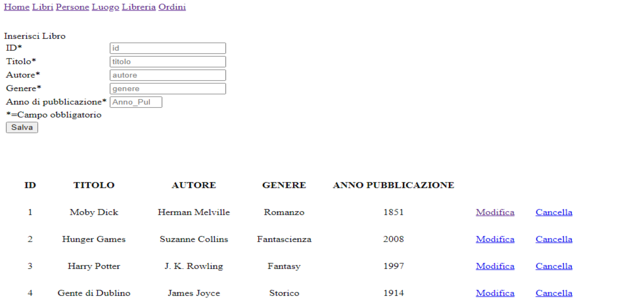 Home Libri Persone Luogo Libreria Ordini
Inserisci Libro
ID* id
Titolo* titolo
Autore* autore
Genere* genere
Anno di pubblicazione* Anno_Pul
*=Campo obbligatorio
Salva
ID TITOLO AUTORE GENERE ANNO PUBBLICAZIONE
1 Moby Dick Herman Melville Romanzo 1851 Modifica Cancella
2 Hunger Games Suzanne Collins Fantascienza 2008 Modifica Cancella
3 Harry Potter J. K. Rowling Fantasy 1997 Modifica Cancella
4 Gente di Dublino James Joyce Storico 1914 Modifica Cancella